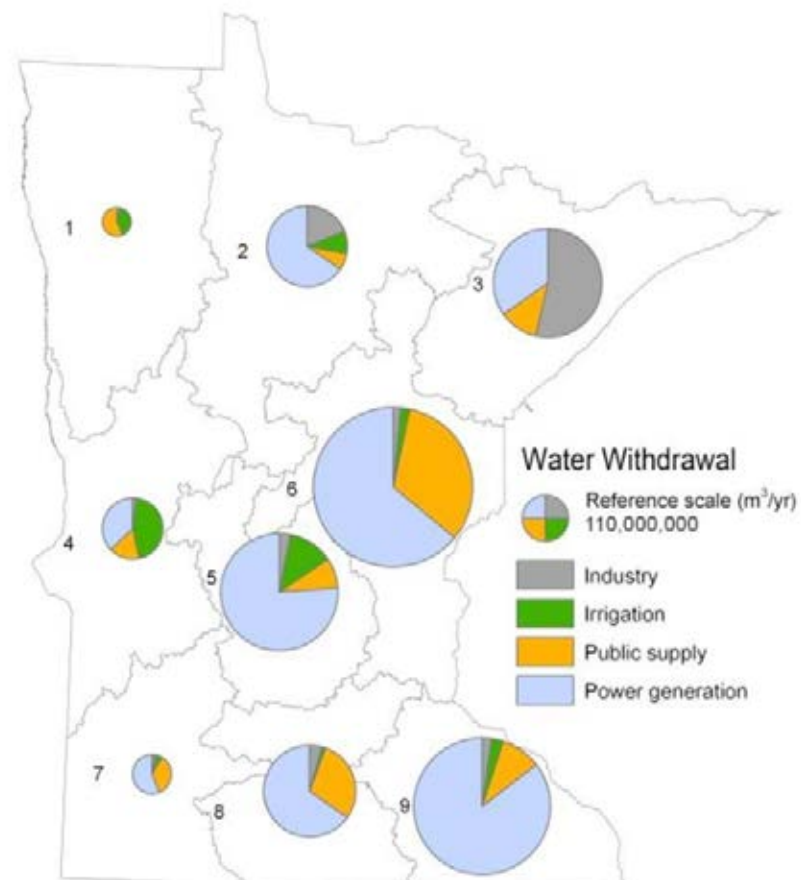 1
2
3
Water Withdrawal
Reference scale (m³/yr)
110,000,000
6
4
5
Industry
Irrigation
Public supply
Power generation
7
8
9